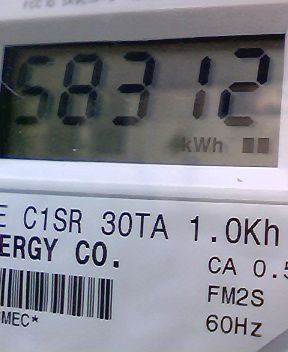 58312
kWh
E C1SR 30TA 1.0Kh
ERGY CO.
CA 0.5
FM2S
MEC*
60Hz